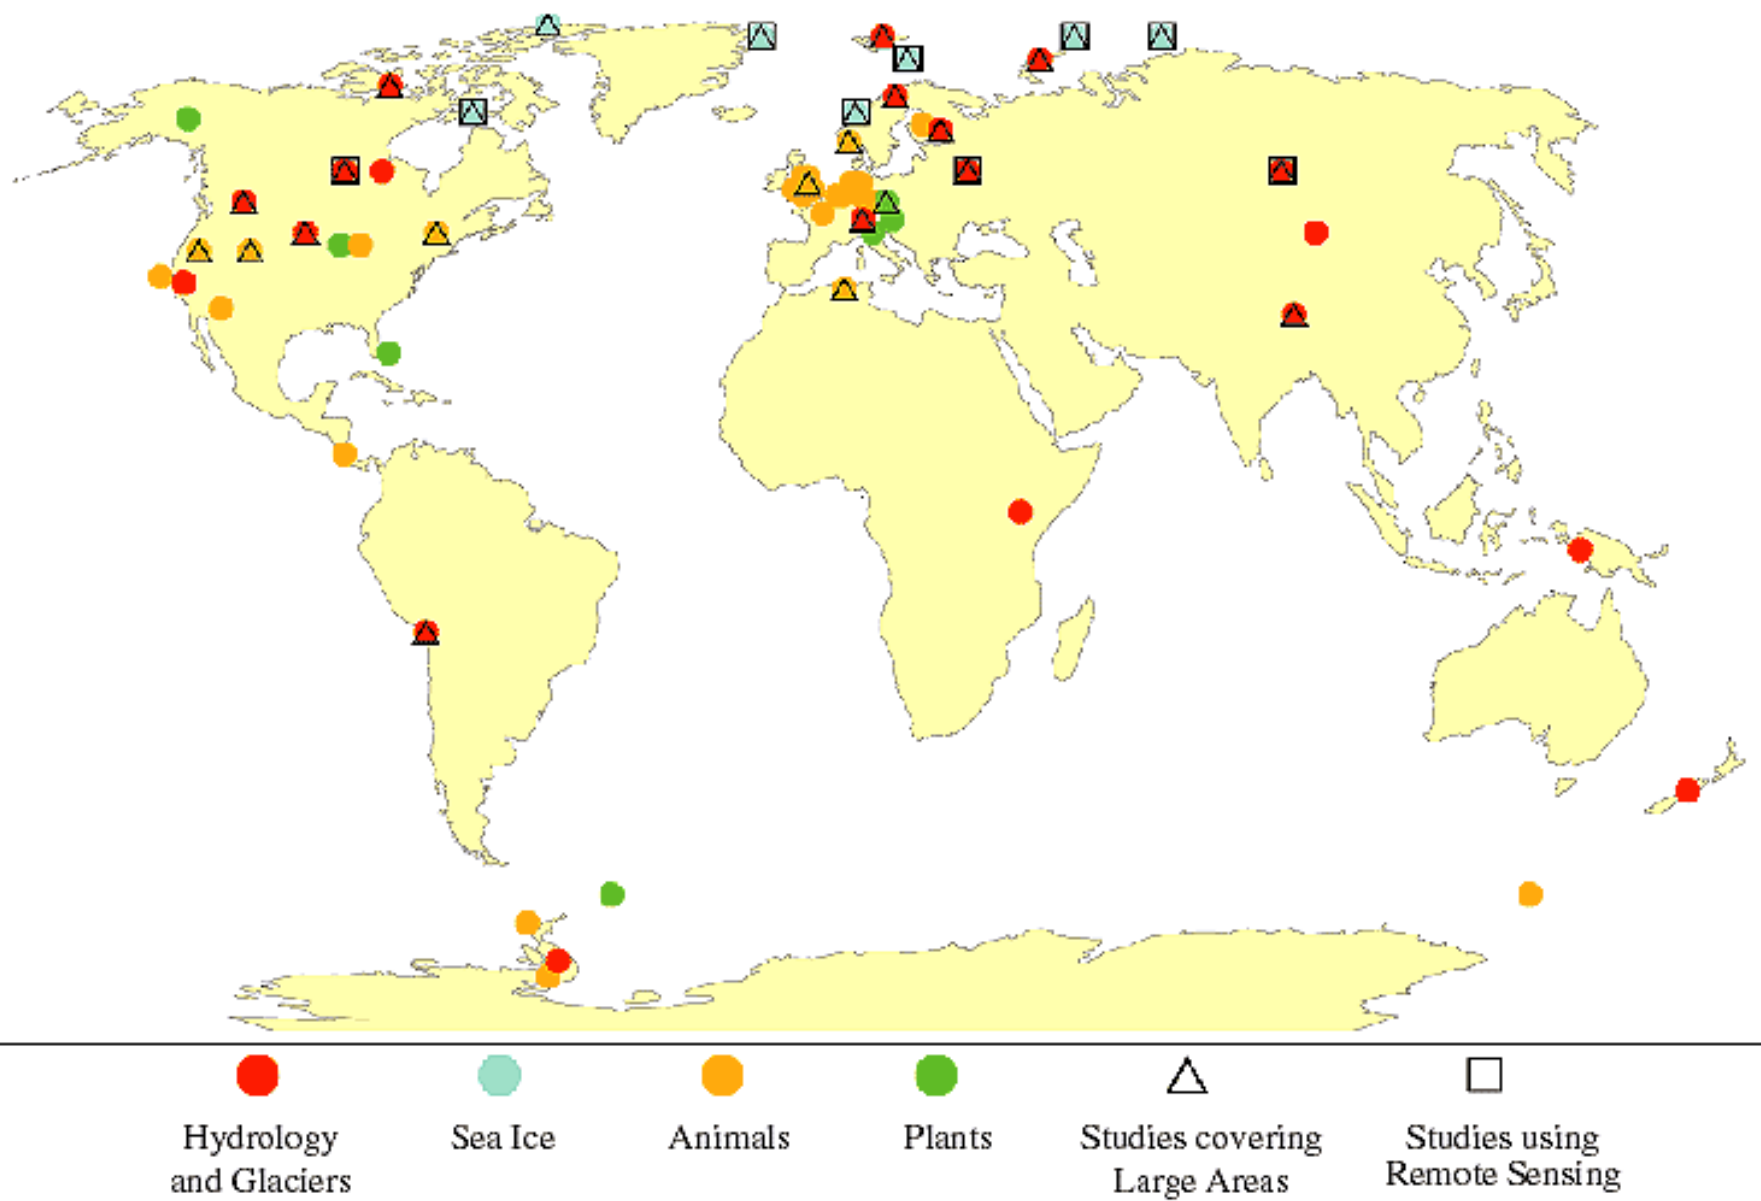 Hydrology
and Glaciers
Sea Ice
Animals
Plants
Studies covering
Large Areas
Studies using
Remote Sensing